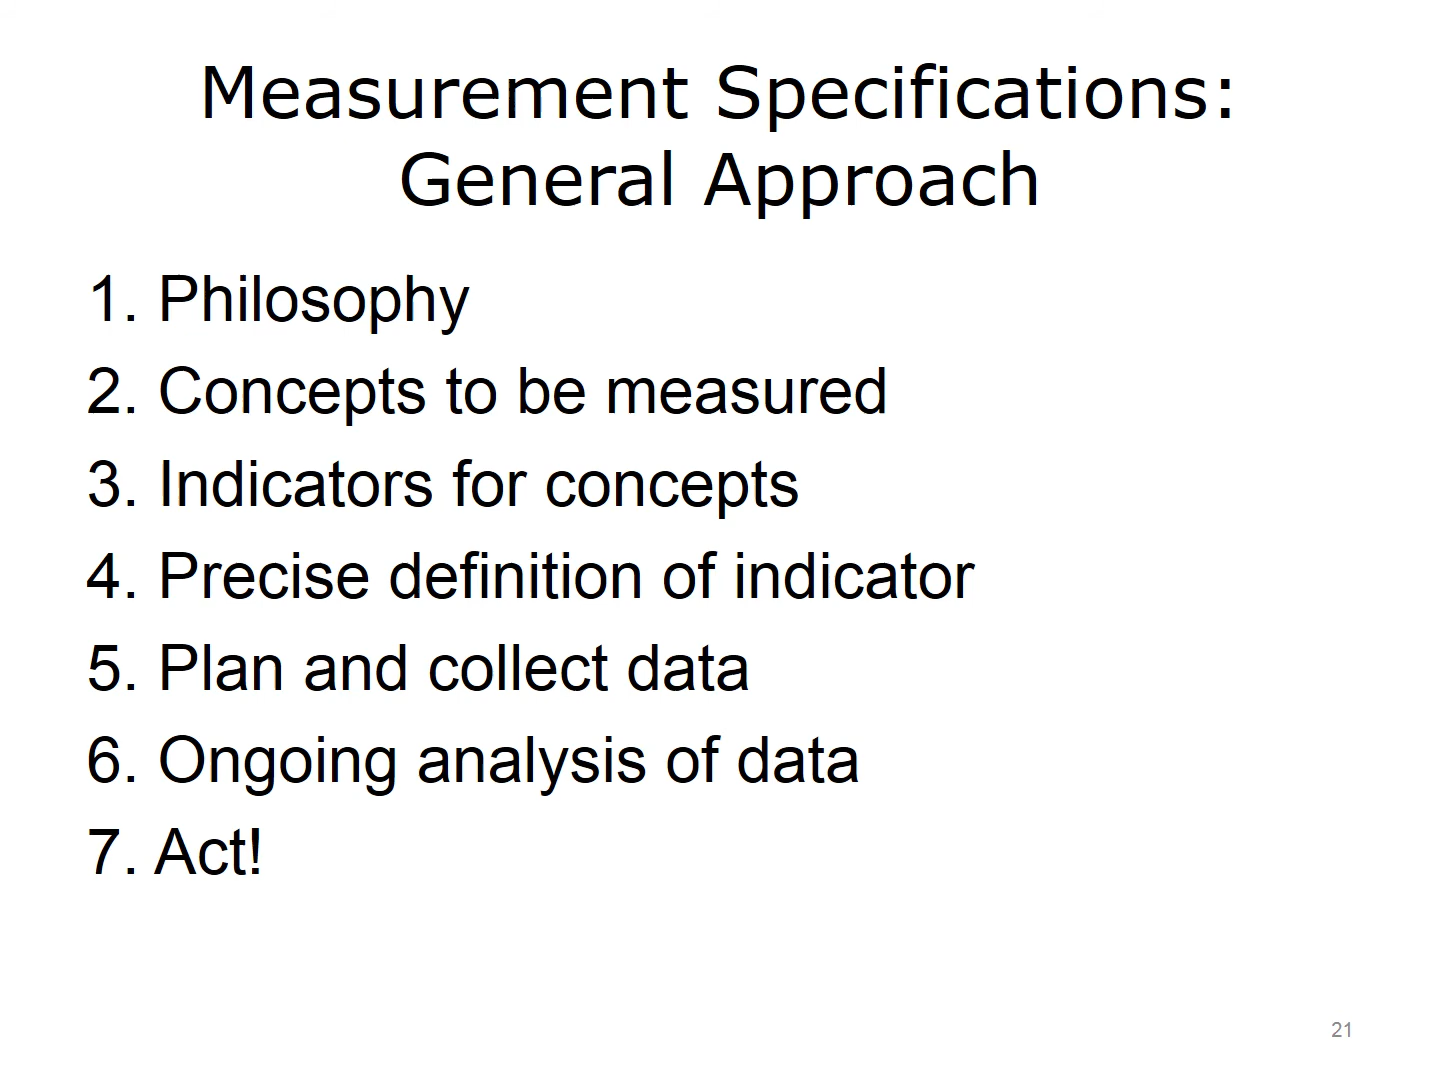 Measurement Specifications:
General Approach
1. Philosophy
2. Concepts to be measured
3. Indicators for concepts
4. Precise definition of indicator
5. Plan and collect data
6. Ongoing analysis of data
7. Act!
21